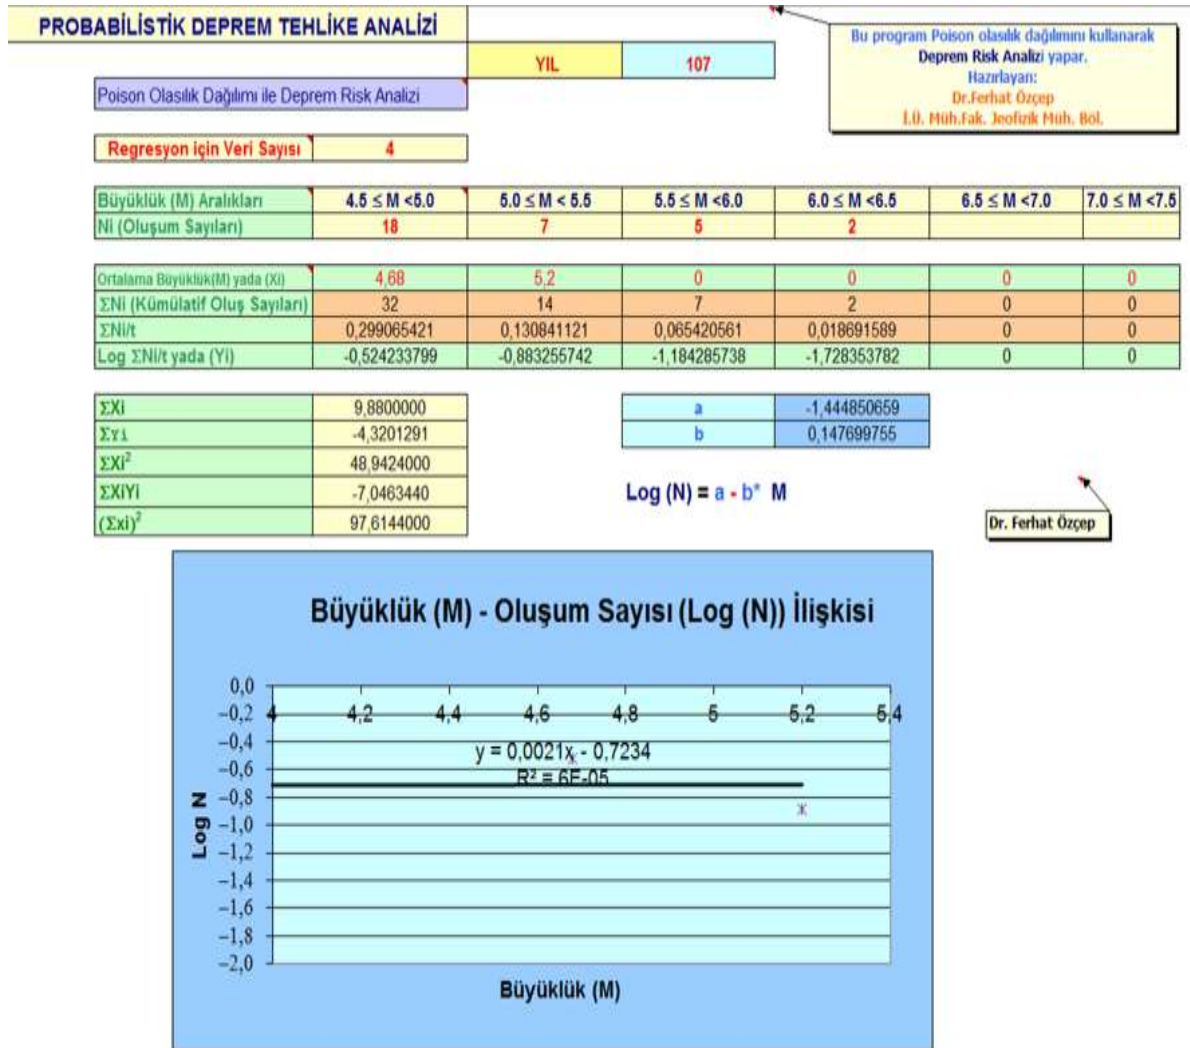 PROBABİLİSTİK DEPREM TEHLİKE ANALİZİ
Bu program Poison olasılık dağılımını kullanarak
Deprem Risk Analizi yapar.
Hazırlayan:
Dr.Ferhat Özçep
İ.Ü. Müh.Fak. Jeofizik Müh. Böl.
YIL 107
Poison Olasılık Dağılımı ile Deprem Risk Analizi
Regresyon için Veri Sayısı 4
Büyüklük (M) Aralıkları 4.5 ≤ M <5.0 5.0 ≤ M < 5.5 5.5 ≤ M <6.0 6.0 ≤ M <6.5 6.5 ≤ M <7.0 7.0 ≤ M <7.5
Ni (Oluşum Sayıları) 18 7 5 2
Ortalama Büyüklük(M) yada (Xi) 4,68 5,2 0 0 0 0
ΣNi (Kümülatif Oluş Sayıları) 32 14 7 2 0 0
ΣNi/t 0,299065421 0,130841121 0,065420561 0,018691589 0 0
Log ΣNi/t yada (Yi) -0,524233799 -0,883255742 -1,184285738 -1,728353782 0 0
ΣXi 9,8800000
ΣYi -4,3201291
ΣXi² 48,9424000
ΣXiYi -7,0463440
(Σxi)² 97,6144000
a -1,444850659
b 0,147699755
Log (N) = a - b* M
Dr. Ferhat Özçep
Büyüklük (M) - Oluşum Sayısı (Log (N)) İlişkisi
0,0
4 4,2 4,4 4,6 4,8 5 5,2 5,4
–0,2
–0,4
y = 0,0021x - 0,7234
–0,6
R² = 6E-05
–0,8
–1,0
–1,2
–1,4
–1,6
–1,8
–2,0
Log N
Büyüklük (M)